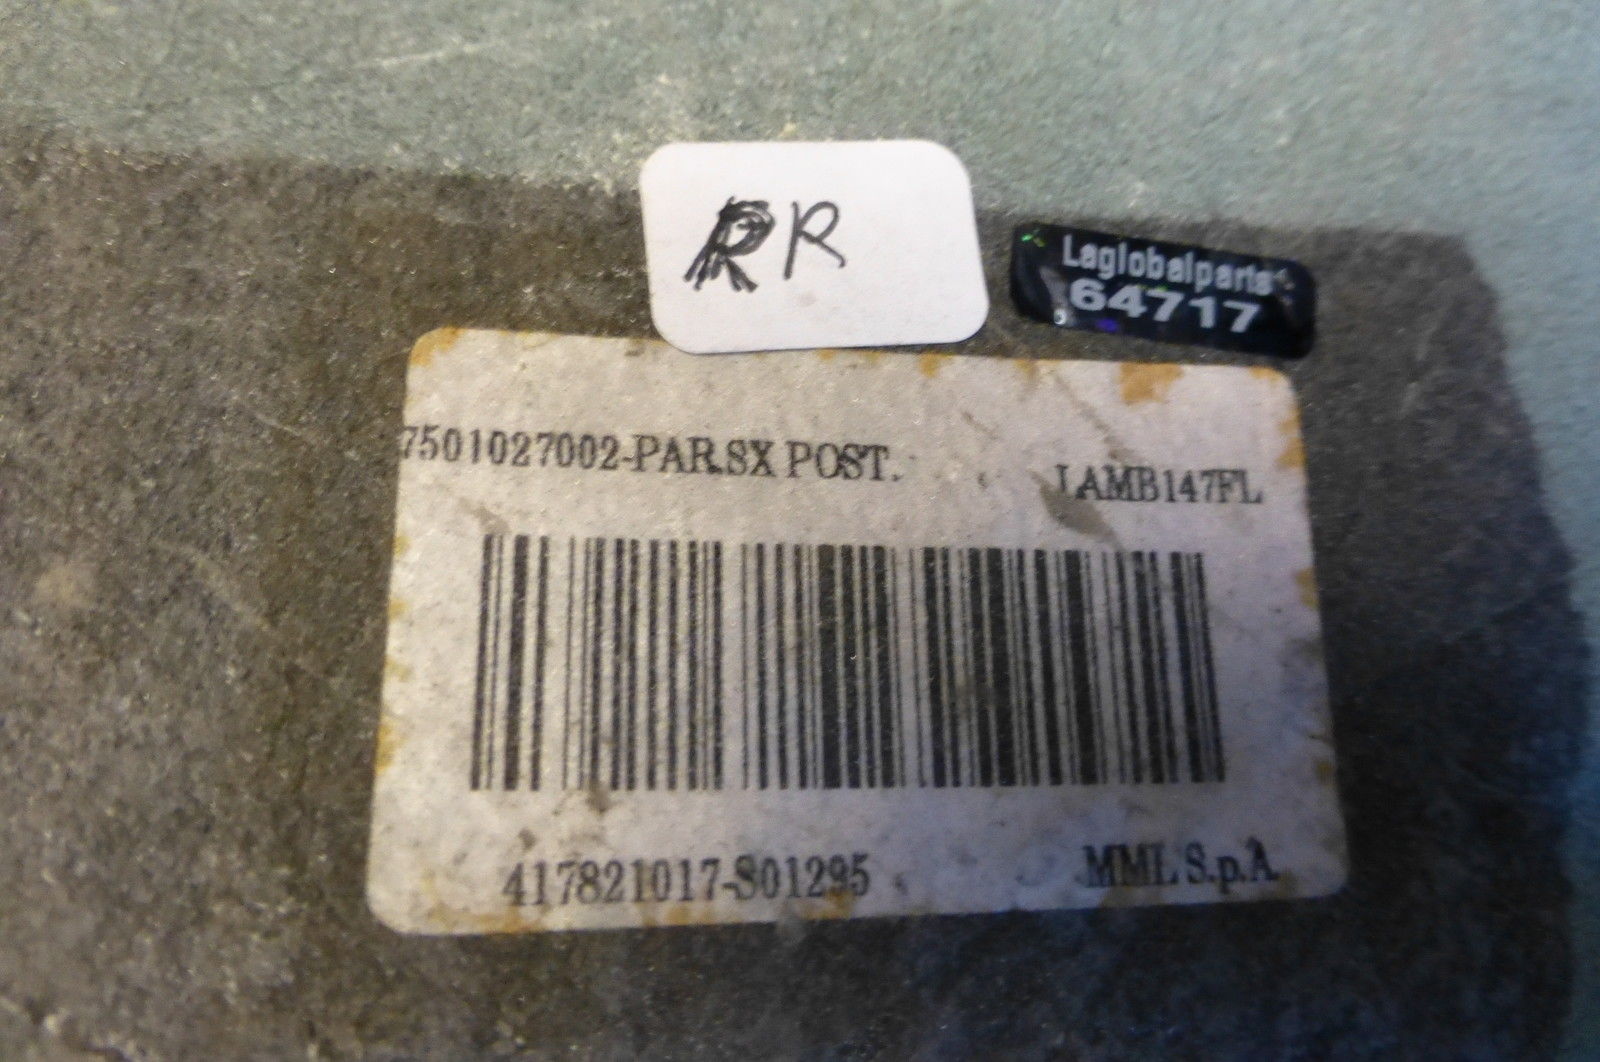 RR
Laglobalparts
64717
7501027002-PAR.SX POST.
LAMB147FL
417821017-S01295
MML S.p.A